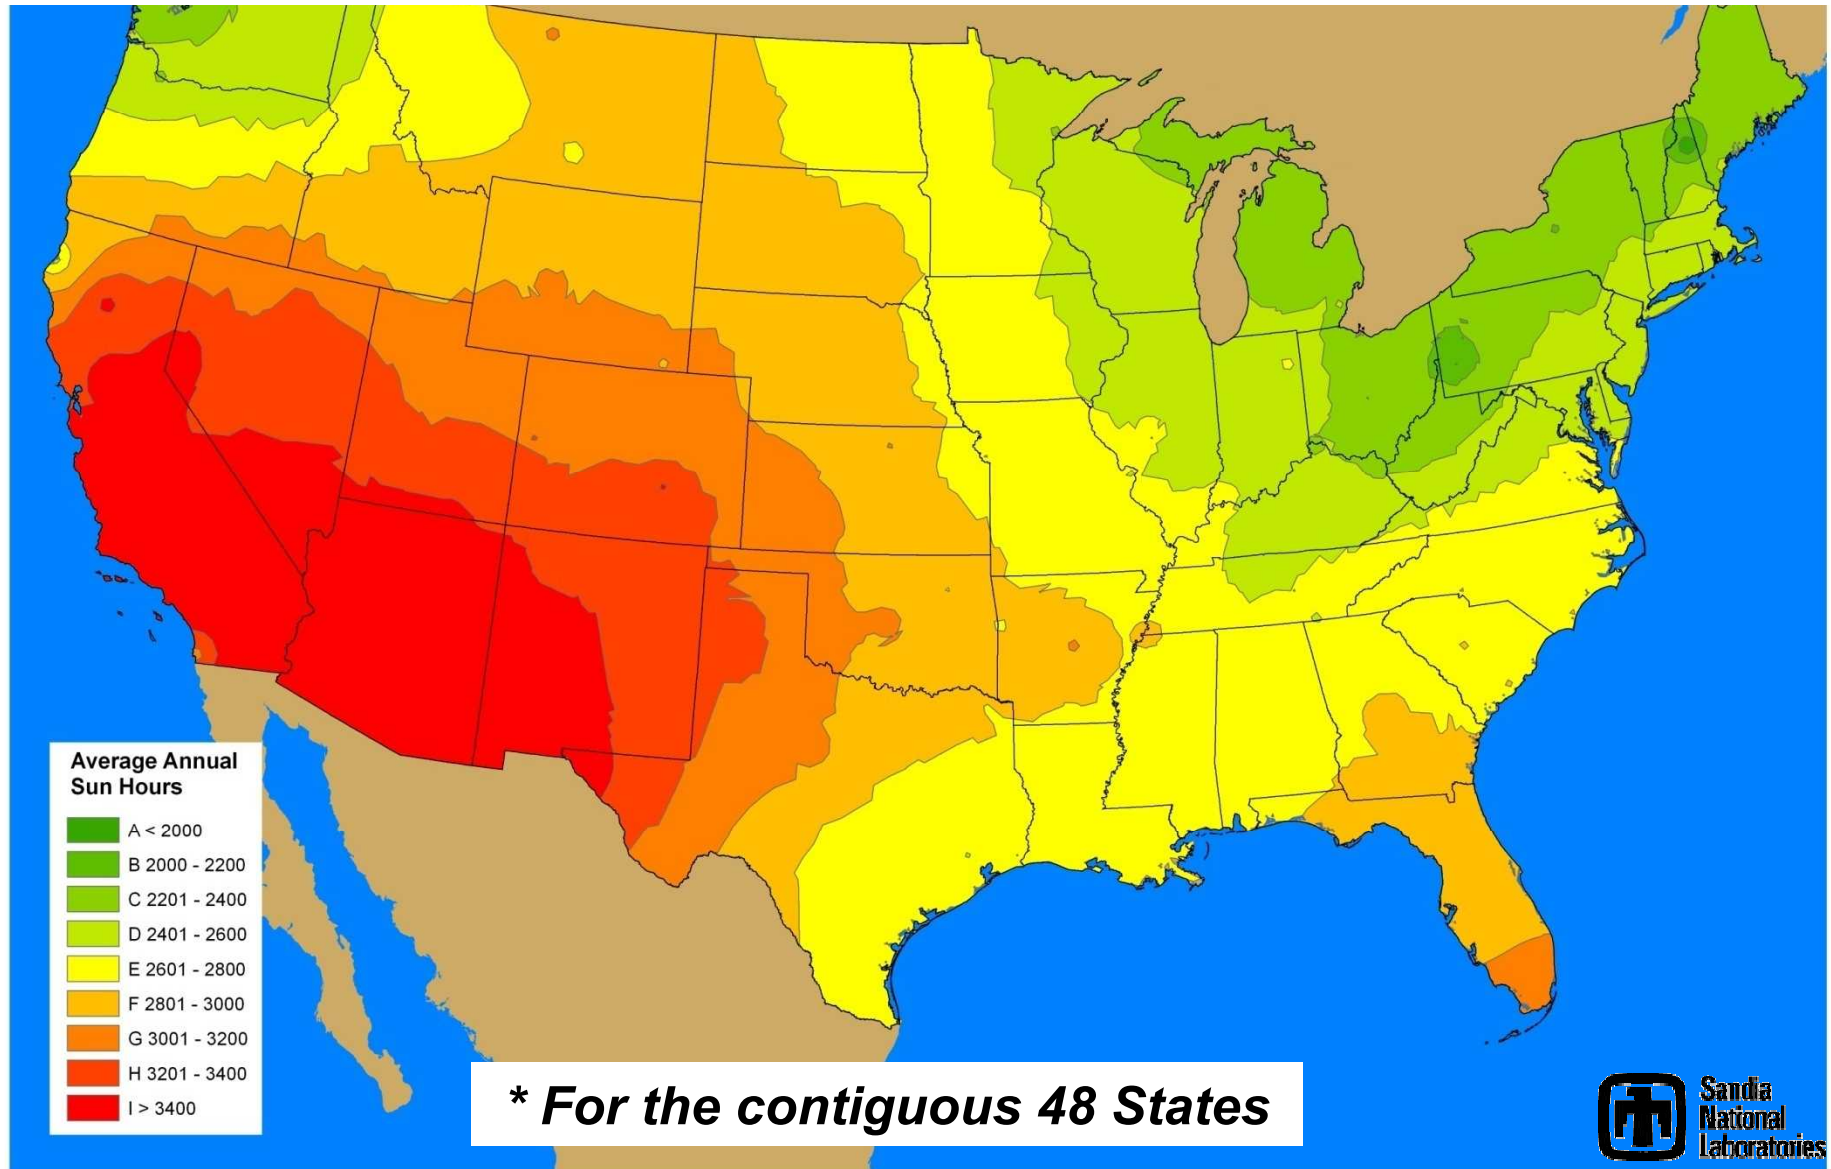 Average Annual
Sun Hours
A < 2000
B 2000 - 2200
C 2201 - 2400
D 2401 - 2600
E 2601 - 2800
F 2801 - 3000
G 3001 - 3200
H 3201 - 3400
I > 3400
* For the contiguous 48 States
Sandia
National
Laboratories